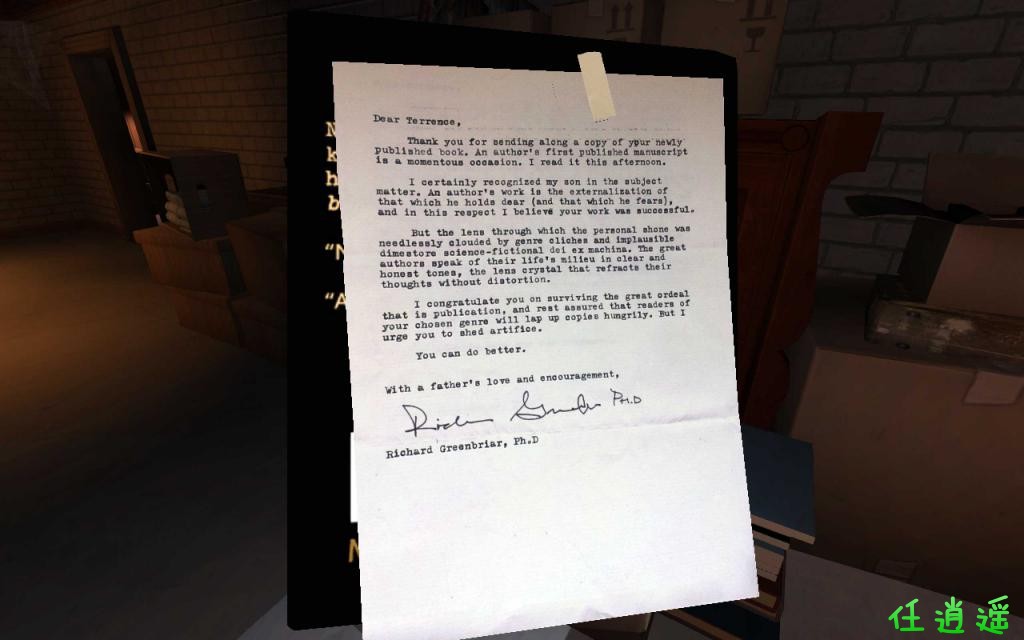 Dear Terrence,
Thank you for sending along a copy of your newly
published book. An author's first published manuscript
is a momentous occasion. I read it this afternoon.
I certainly recognized my son in the subject
matter. An author's work is the externalization of
that which he holds dear (and that which he fears),
and in this respect I believe your work was successful.
But the lens through which the personal shone was
needlessly clouded by genre cliches and implausible
dimestore science-fictional dei ex machina. The great
authors speak of their life's milieu in clear and
honest tones, the lens crystal that refracts their
thoughts without distortion.
I congratulate you on surviving the great ordeal
that is publication, and rest assured that readers of
your chosen genre will lap up copies hungrily. But I
urge you to shed artifice.
You can do better.
With a father's love and encouragement,
Richard Greenbriar, Ph.D
任逍遥